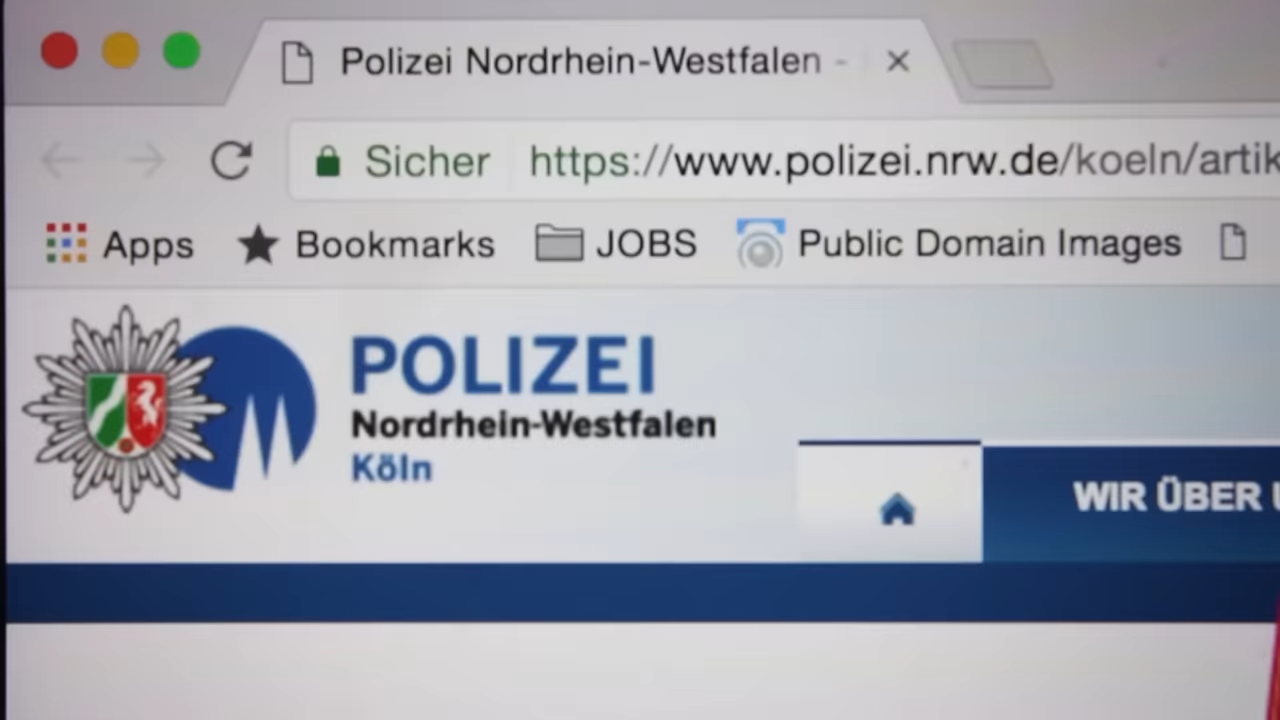 Polizei Nordrhein-Westfalen -
Sicher https://www.polizei.nrw.de/koeln/artik
Apps Bookmarks JOBS Public Domain Images
POLIZEI
Nordrhein-Westfalen
Köln
WIR ÜBER